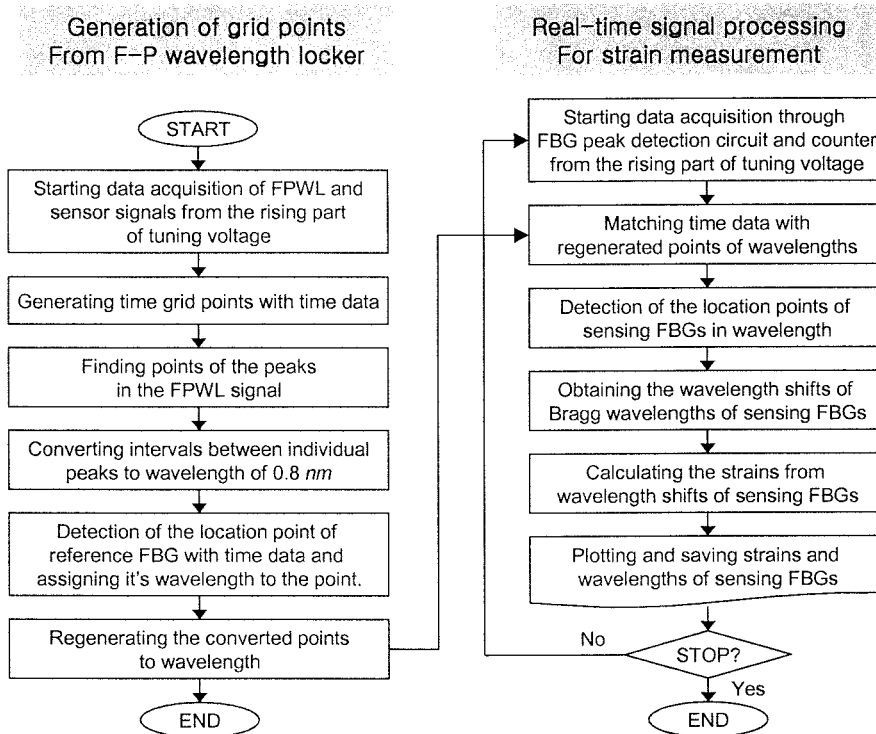 Generation of grid points
From F-P wavelength locker
START
Starting data acquisition of FPWL and
sensor signals from the rising part
of tuning voltage
Generating time grid points with time data
Finding points of the peaks
in the FPWL signal
Converting intervals between individual
peaks to wavelength of 0.8 nm
Detection of the location point of
reference FBG with time data and
assigning it's wavelength to the point.
Regenerating the converted points
to wavelength
END
Real-time signal processing
For strain measurement
Starting data acquisition through
FBG peak detection circuit and counter
from the rising part of tuning voltage
Matching time data with
regenerated points of wavelengths
Detection of the location points of
sensing FBGs in wavelength
Obtaining the wavelength shifts of
Bragg wavelengths of sensing FBGs
Calculating the strains from
wavelength shifts of sensing FBGs
Plotting and saving strains and
wavelengths of sensing FBGs
No
STOP?
Yes
END